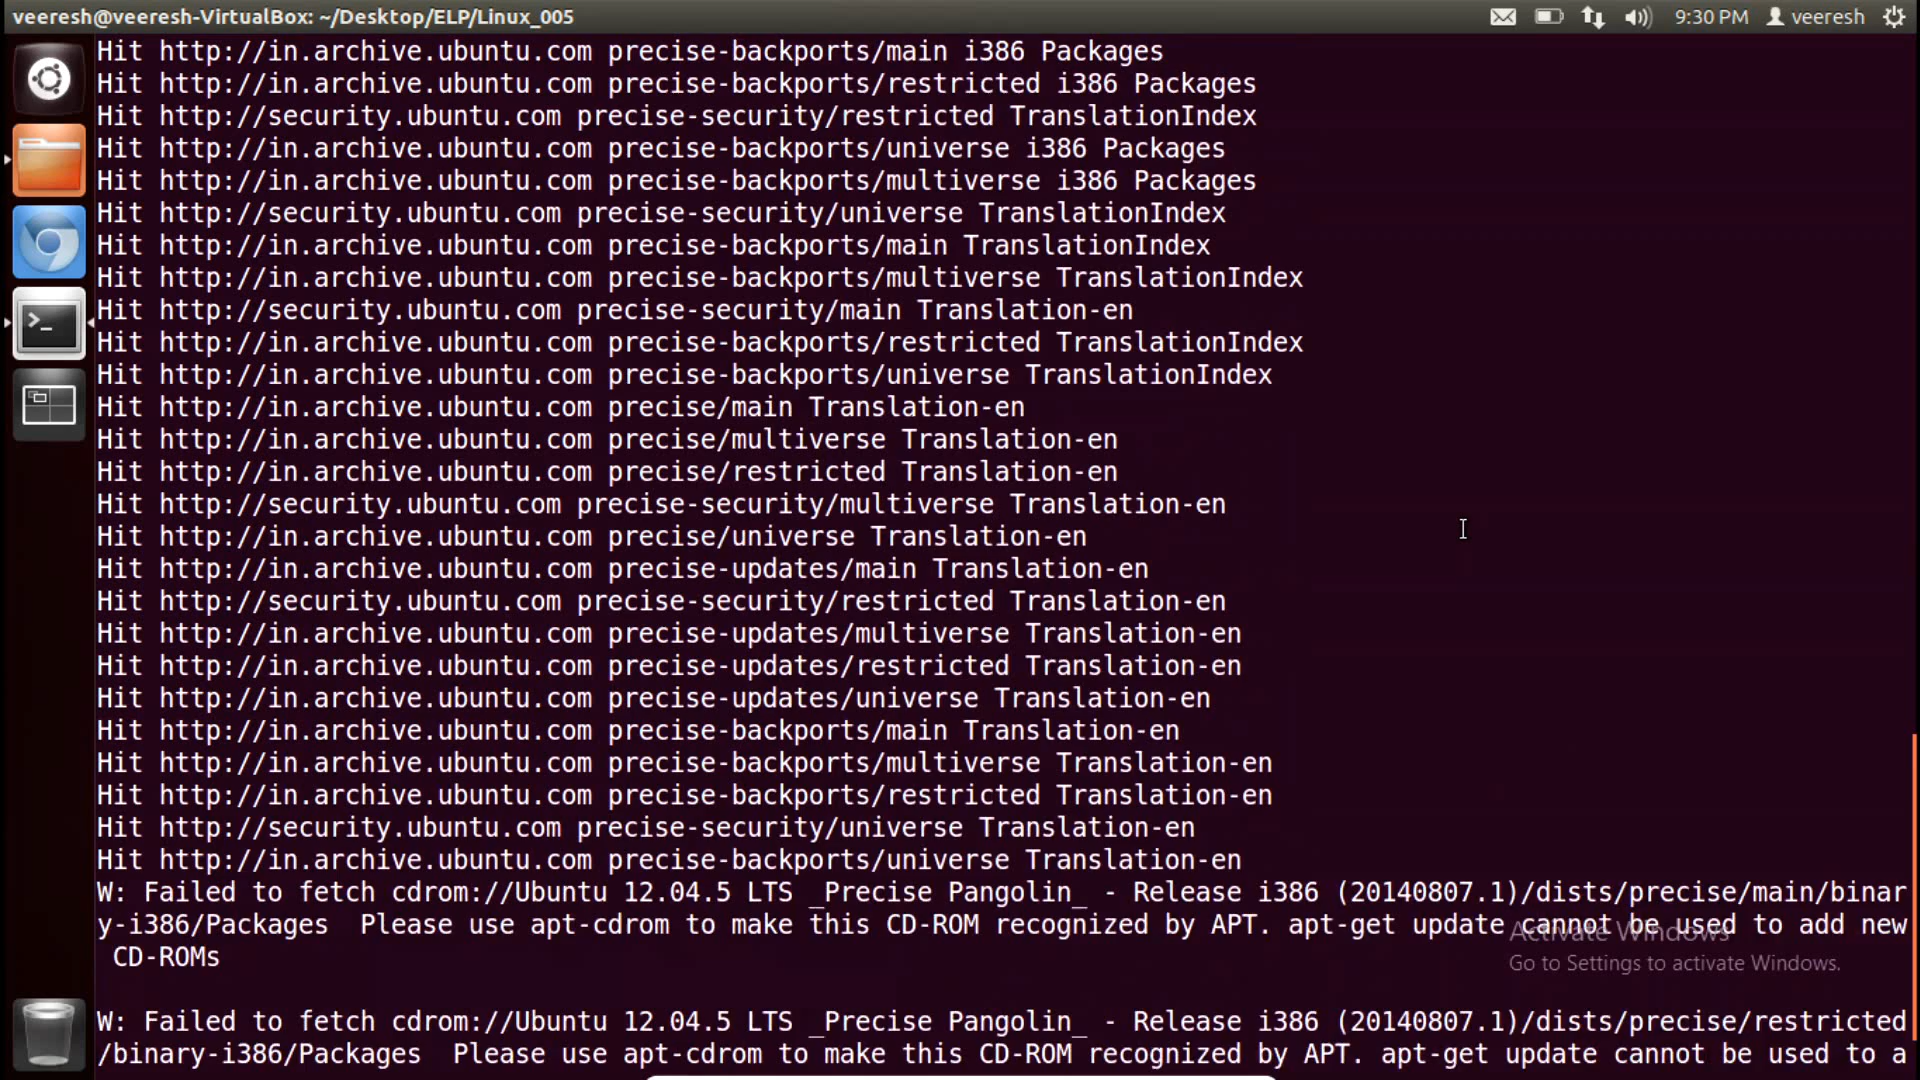 veeresh@veeresh-VirtualBox: ~/Desktop/ELP/Linux_005 9:30 PM veeresh
Hit http://in.archive.ubuntu.com precise-backports/main i386 Packages
Hit http://in.archive.ubuntu.com precise-backports/restricted i386 Packages
Hit http://security.ubuntu.com precise-security/restricted TranslationIndex
Hit http://in.archive.ubuntu.com precise-backports/universe i386 Packages
Hit http://in.archive.ubuntu.com precise-backports/multiverse i386 Packages
Hit http://security.ubuntu.com precise-security/universe TranslationIndex
Hit http://in.archive.ubuntu.com precise-backports/main TranslationIndex
Hit http://in.archive.ubuntu.com precise-backports/multiverse TranslationIndex
Hit http://security.ubuntu.com precise-security/main Translation-en
Hit http://in.archive.ubuntu.com precise-backports/restricted TranslationIndex
Hit http://in.archive.ubuntu.com precise-backports/universe TranslationIndex
Hit http://in.archive.ubuntu.com precise/main Translation-en
Hit http://in.archive.ubuntu.com precise/multiverse Translation-en
Hit http://in.archive.ubuntu.com precise/restricted Translation-en
Hit http://security.ubuntu.com precise-security/multiverse Translation-en
Hit http://in.archive.ubuntu.com precise/universe Translation-en
Hit http://in.archive.ubuntu.com precise-updates/main Translation-en
Hit http://security.ubuntu.com precise-security/restricted Translation-en
Hit http://in.archive.ubuntu.com precise-updates/multiverse Translation-en
Hit http://in.archive.ubuntu.com precise-updates/restricted Translation-en
Hit http://in.archive.ubuntu.com precise-updates/universe Translation-en
Hit http://in.archive.ubuntu.com precise-backports/main Translation-en
Hit http://in.archive.ubuntu.com precise-backports/multiverse Translation-en
Hit http://in.archive.ubuntu.com precise-backports/restricted Translation-en
Hit http://security.ubuntu.com precise-security/universe Translation-en
Hit http://in.archive.ubuntu.com precise-backports/universe Translation-en
W: Failed to fetch cdrom://Ubuntu 12.04.5 LTS _Precise Pangolin_ - Release i386 (20140807.1)/dists/precise/main/binar
y-i386/Packages  Please use apt-cdrom to make this CD-ROM recognized by APT. apt-get update cannot be used to add new
 CD-ROMs
Activate Windows
Go to Settings to activate Windows.
W: Failed to fetch cdrom://Ubuntu 12.04.5 LTS _Precise Pangolin_ - Release i386 (20140807.1)/dists/precise/restricted
/binary-i386/Packages  Please use apt-cdrom to make this CD-ROM recognized by APT. apt-get update cannot be used to a